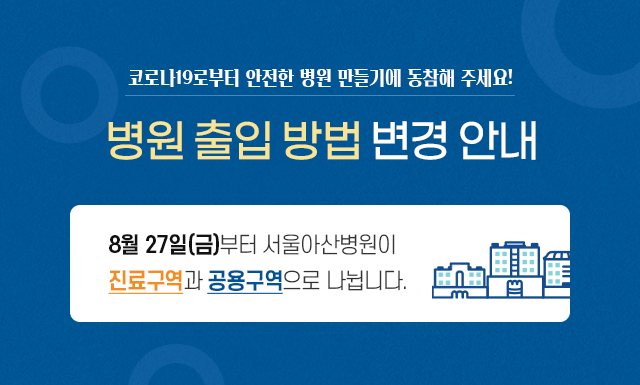 코로나19로부터 안전한 병원 만들기에 동참해 주세요!
병원 출입 방법 변경 안내
8월 27일(금)부터 서울아산병원이
진료구역과 공용구역으로 나뉩니다.